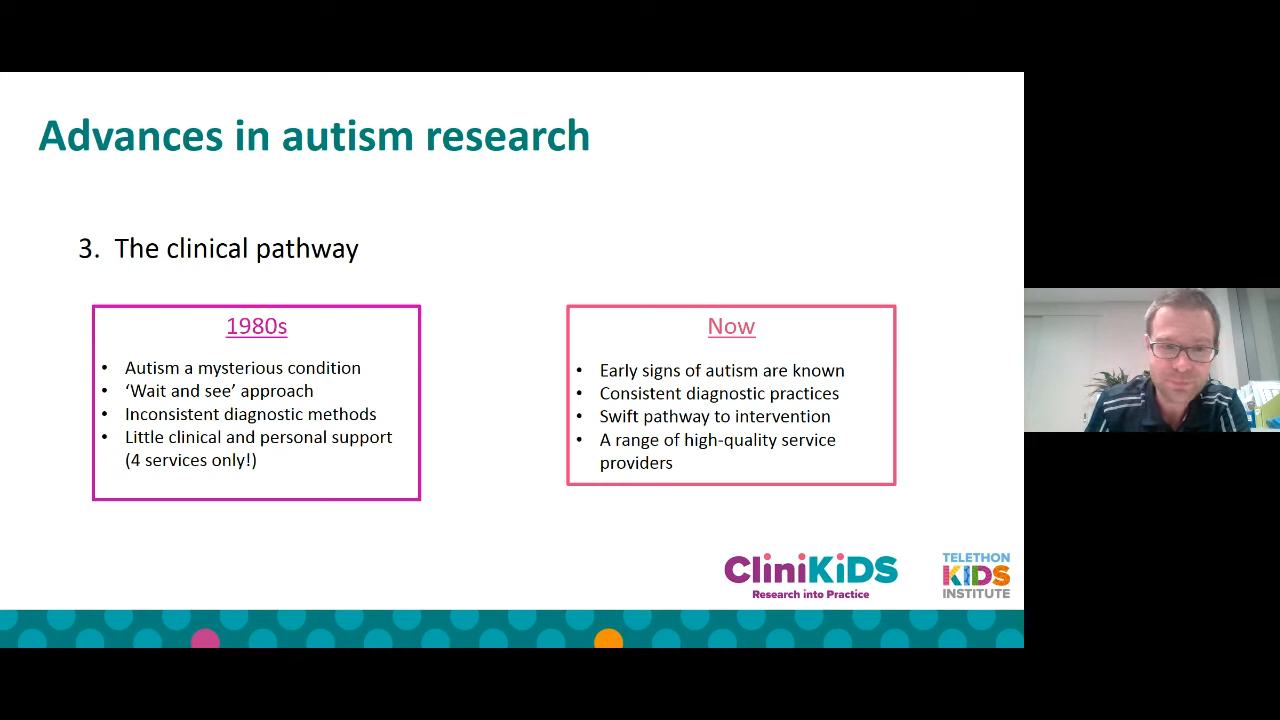 Advances in autism research
3. The clinical pathway
1980s
• Autism a mysterious condition
• ‘Wait and see’ approach
• Inconsistent diagnostic methods
• Little clinical and personal support
(4 services only!)
Now
• Early signs of autism are known
• Consistent diagnostic practices
• Swift pathway to intervention
• A range of high-quality service
providers
CliniKiDS
Research into Practice
TELETHON
KIDS
INSTITUTE